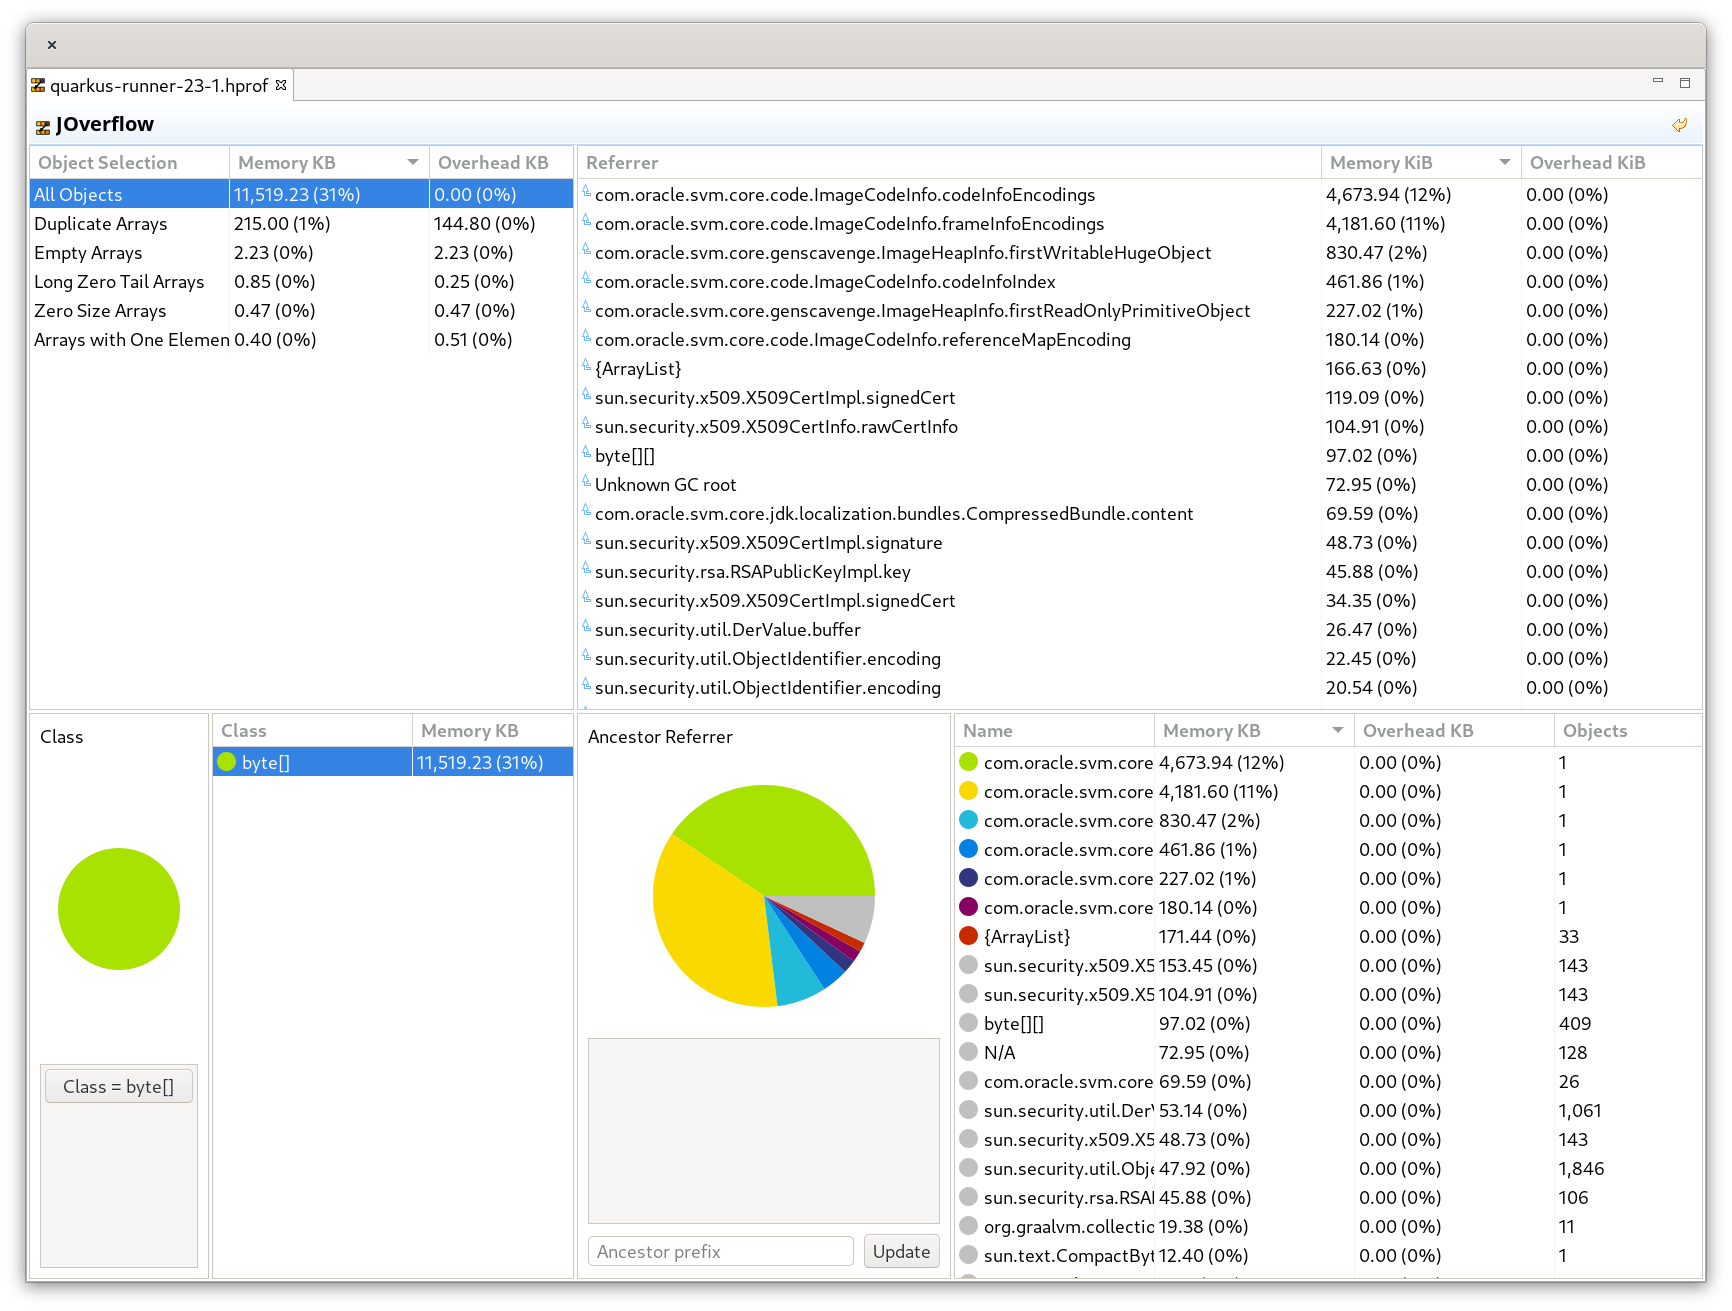 quarkus-runner-23-1.hprof
JOverflow
Object Selection Memory KB Overhead KB
All Objects 11,519.23 (31%) 0.00 (0%)
Duplicate Arrays 215.00 (1%) 144.80 (0%)
Empty Arrays 2.23 (0%) 2.23 (0%)
Long Zero Tail Arrays 0.85 (0%) 0.25 (0%)
Zero Size Arrays 0.47 (0%) 0.47 (0%)
Arrays with One Elemen 0.40 (0%) 0.51 (0%)
Referrer Memory KiB Overhead KiB
com.oracle.svm.core.code.ImageCodeInfo.codeInfoEncodings 4,673.94 (12%) 0.00 (0%)
com.oracle.svm.core.code.ImageCodeInfo.frameInfoEncodings 4,181.60 (11%) 0.00 (0%)
com.oracle.svm.core.genscavenge.ImageHeapInfo.firstWritableHugeObject 830.47 (2%) 0.00 (0%)
com.oracle.svm.core.code.ImageCodeInfo.codeInfoIndex 461.86 (1%) 0.00 (0%)
com.oracle.svm.core.genscavenge.ImageHeapInfo.firstReadOnlyPrimitiveObject 227.02 (1%) 0.00 (0%)
com.oracle.svm.core.code.ImageCodeInfo.referenceMapEncoding 180.14 (0%) 0.00 (0%)
{ArrayList} 166.63 (0%) 0.00 (0%)
sun.security.x509.X509CertImpl.signedCert 119.09 (0%) 0.00 (0%)
sun.security.x509.X509CertInfo.rawCertInfo 104.91 (0%) 0.00 (0%)
byte[][] 97.02 (0%) 0.00 (0%)
Unknown GC root 72.95 (0%) 0.00 (0%)
com.oracle.svm.core.jdk.localization.bundles.CompressedBundle.content 69.59 (0%) 0.00 (0%)
sun.security.x509.X509CertImpl.signature 48.73 (0%) 0.00 (0%)
sun.security.rsa.RSAPublicKeyImpl.key 45.88 (0%) 0.00 (0%)
sun.security.x509.X509CertImpl.signedCert 34.35 (0%) 0.00 (0%)
sun.security.util.DerValue.buffer 26.47 (0%) 0.00 (0%)
sun.security.util.ObjectIdentifier.encoding 22.45 (0%) 0.00 (0%)
sun.security.util.ObjectIdentifier.encoding 20.54 (0%) 0.00 (0%)
Class
Class = byte[]
Class Memory KB
byte[] 11,519.23 (31%)
Ancestor Referrer
Ancestor prefix Update
Name Memory KB Overhead KB Objects
com.oracle.svm.core 4,673.94 (12%) 0.00 (0%) 1
com.oracle.svm.core 4,181.60 (11%) 0.00 (0%) 1
com.oracle.svm.core 830.47 (2%) 0.00 (0%) 1
com.oracle.svm.core 461.86 (1%) 0.00 (0%) 1
com.oracle.svm.core 227.02 (1%) 0.00 (0%) 1
com.oracle.svm.core 180.14 (0%) 0.00 (0%) 1
{ArrayList} 171.44 (0%) 0.00 (0%) 33
sun.security.x509.X5 153.45 (0%) 0.00 (0%) 143
sun.security.x509.X5 104.91 (0%) 0.00 (0%) 143
byte[][] 97.02 (0%) 0.00 (0%) 409
N/A 72.95 (0%) 0.00 (0%) 128
com.oracle.svm.core 69.59 (0%) 0.00 (0%) 26
sun.security.util.Der 53.14 (0%) 0.00 (0%) 1,061
sun.security.x509.X5 48.73 (0%) 0.00 (0%) 143
sun.security.util.Obje 47.92 (0%) 0.00 (0%) 1,846
sun.security.rsa.RSA 45.88 (0%) 0.00 (0%) 106
org.graalvm.collectio 19.38 (0%) 0.00 (0%) 11
sun.text.CompactByt 12.40 (0%) 0.00 (0%) 1